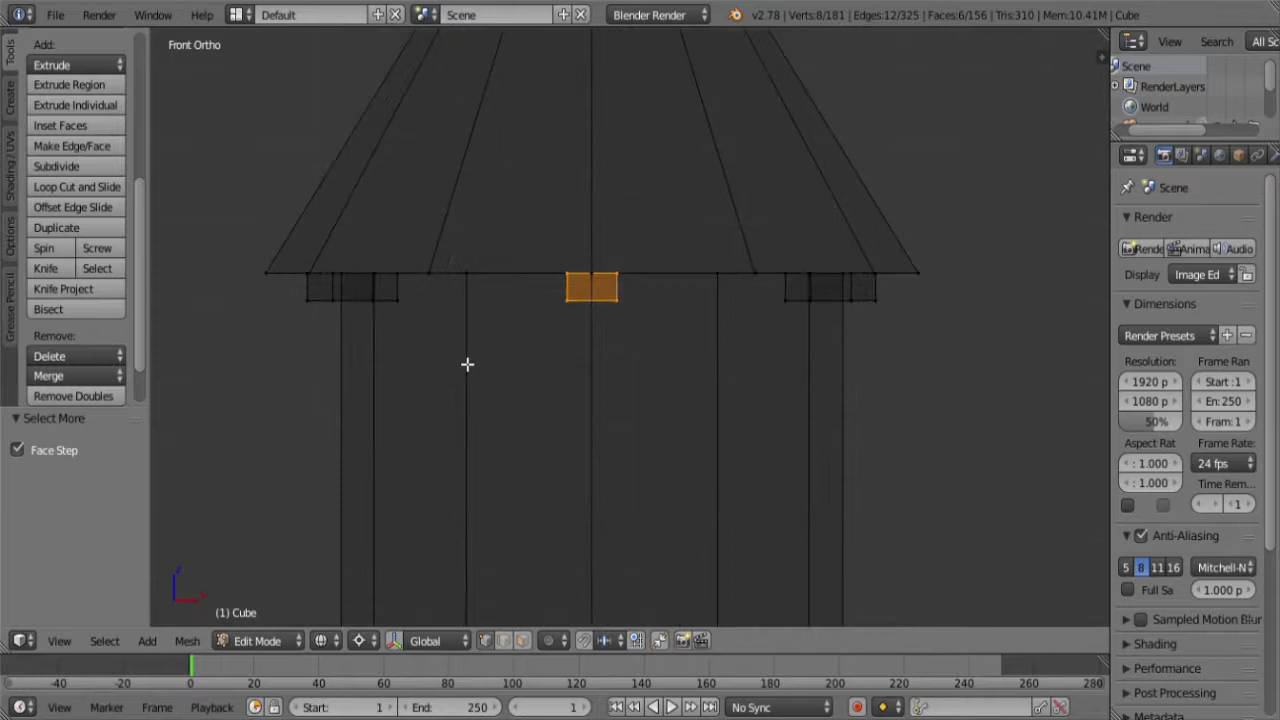 File Render Window Help Default Scene Blender Render v2.78 | Verts:8/181 | Edges:12/325 | Faces:6/156 | Tris:310 | Mem:10.41M | Cube
Tools
Create
Shading / UVs
Options
Grease Pencil
Add:
Extrude
Extrude Region
Extrude Individual
Inset Faces
Make Edge/Face
Subdivide
Loop Cut and Slide
Offset Edge Slide
Duplicate
Spin Screw
Knife Select
Knife Project
Bisect
Remove:
Delete
Merge
Remove Doubles
Select More
Face Step
Front Ortho
(1) Cube
View Select Add Mesh Edit Mode Global
-40 -20 0 20 40 60 80 100 120 140 160 180 200 220 240 260 280
View Marker Frame Playback Start: 1 End: 250 1 No Sync
View Search All Sc
Scene
RenderLayers
World
Scene
Render
Rende Anima Audio
Display Image Ed
Dimensions
Render Presets
Resolution: Frame Ran
1920 p Start :1
1080 p En: 250
50% Fram: 1
Aspect Rat Frame Rate:
: 1.000 24 fps
: 1.000 Time Rem...
1
Anti-Aliasing
5 8 11 16 Mitchell-N
Full Sa 1.000 p
Sampled Motion Blur
Shading
Performance
Post Processing
Metadata